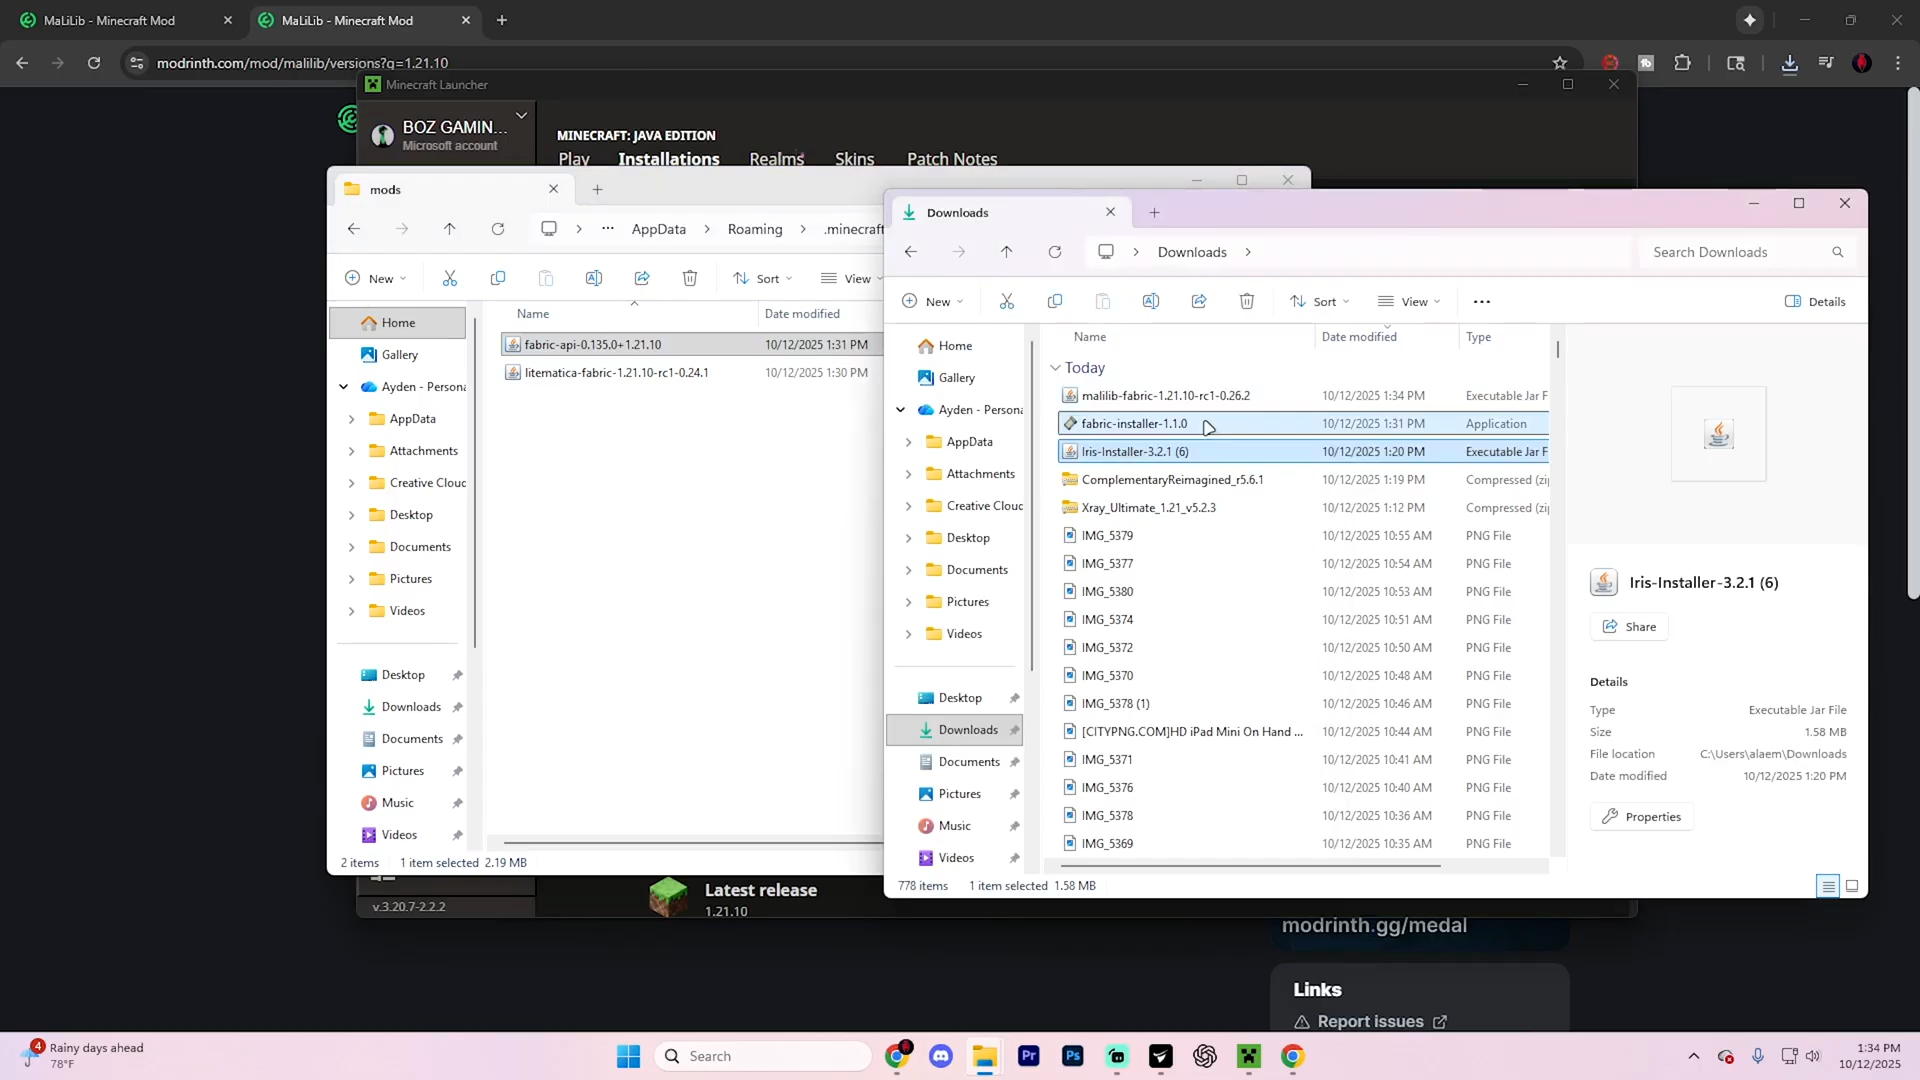 MaLiLib - Minecraft Mod
MaLiLib - Minecraft Mod
modrinth.com/mod/malilib/versions?g=1.21.10
Minecraft Launcher
BOZ GAMIN...
Microsoft account
MINECRAFT: JAVA EDITION
Play
Installations
Realms
Skins
Patch Notes
mods
AppData
Roaming
.minecraft
New
Sort
View
Home
Gallery
Ayden - Persona
AppData
Attachments
Creative Cloud
Desktop
Documents
Pictures
Videos
Desktop
Downloads
Documents
Pictures
Music
Videos
Name
Date modified
fabric-api-0.135.0+1.21.10
10/12/2025 1:31 PM
litematica-fabric-1.21.10-rc1-0.24.1
10/12/2025 1:30 PM
2 items
1 item selected 2.19 MB
Downloads
Downloads
Search Downloads
New
Sort
View
Details
Home
Gallery
Ayden - Persona
AppData
Attachments
Creative Cloud
Desktop
Documents
Pictures
Videos
Desktop
Downloads
Documents
Pictures
Music
Videos
Name
Date modified
Type
Today
malilib-fabric-1.21.10-rc1-0.26.2
10/12/2025 1:34 PM
Executable Jar F
fabric-installer-1.1.0
10/12/2025 1:31 PM
Application
Iris-Installer-3.2.1 (6)
10/12/2025 1:20 PM
Executable Jar F
ComplementaryReimagined_r5.6.1
10/12/2025 1:19 PM
Compressed (zi
Xray_Ultimate_1.21_v5.2.3
10/12/2025 1:12 PM
Compressed (zi
IMG_5379
10/12/2025 10:55 AM
PNG File
IMG_5377
10/12/2025 10:54 AM
PNG File
IMG_5380
10/12/2025 10:53 AM
PNG File
IMG_5374
10/12/2025 10:51 AM
PNG File
IMG_5372
10/12/2025 10:50 AM
PNG File
IMG_5370
10/12/2025 10:48 AM
PNG File
IMG_5378 (1)
10/12/2025 10:46 AM
PNG File
[CITYPNG.COM]HD iPad Mini On Hand ...
10/12/2025 10:44 AM
PNG File
IMG_5371
10/12/2025 10:41 AM
PNG File
IMG_5376
10/12/2025 10:40 AM
PNG File
IMG_5378
10/12/2025 10:36 AM
PNG File
IMG_5369
10/12/2025 10:35 AM
PNG File
Iris-Installer-3.2.1 (6)
Share
Details
Type
Executable Jar File
Size
1.58 MB
File location
C:\Users\alaem\Downloads
Date modified
10/12/2025 1:20 PM
Properties
778 items
1 item selected 1.58 MB
v.3.20.7-2.2.2
Latest release
1.21.10
modrinth.gg/medal
Links
Report issues
4
Rainy days ahead
78°F
Search
Pr
Ps
1:34 PM
10/12/2025